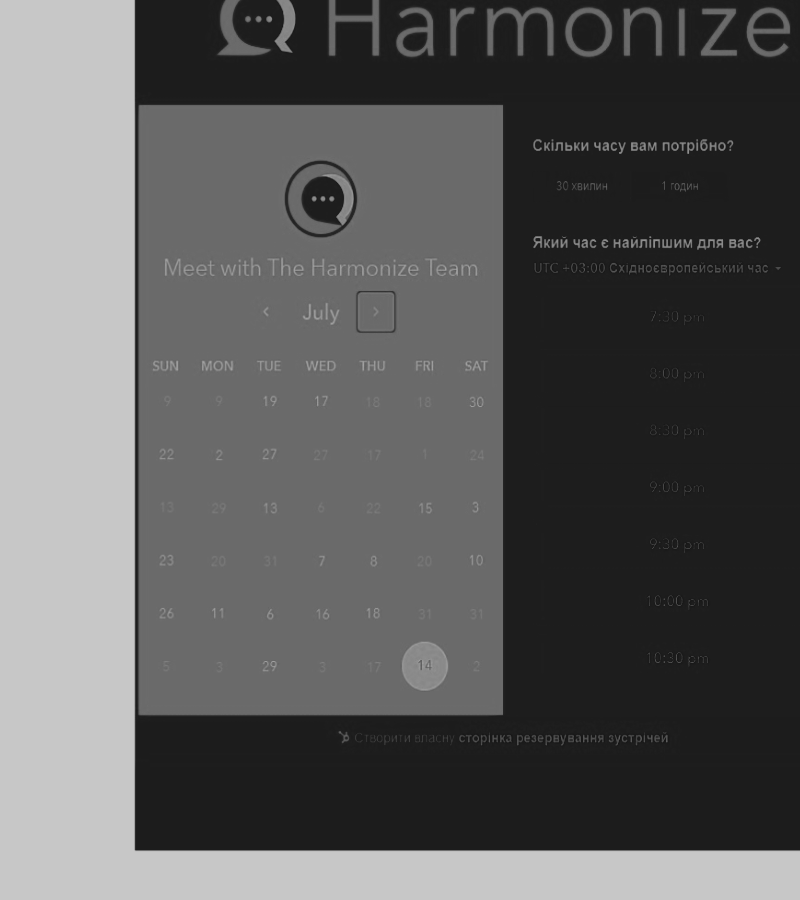 Harmonize
Meet with The Harmonize Team
July
SUN MON TUE WED THU FRI SAT
9 9 19 17 18 18 30
22 2 27 27 17 1 24
13 29 13 6 22 15 3
23 20 31 7 8 20 10
26 11 6 16 18 31 31
5 3 29 3 17 14 2
Скільки часу вам потрібно?
30 хвилин 1 годин
Який час є найліпшим для вас?
UTC +03:00 Східноєвропейський час
7:30 pm
8:00 pm
8:30 pm
9:00 pm
9:30 pm
10:00 pm
10:30 pm
Створити власну сторінка резервування зустрічей